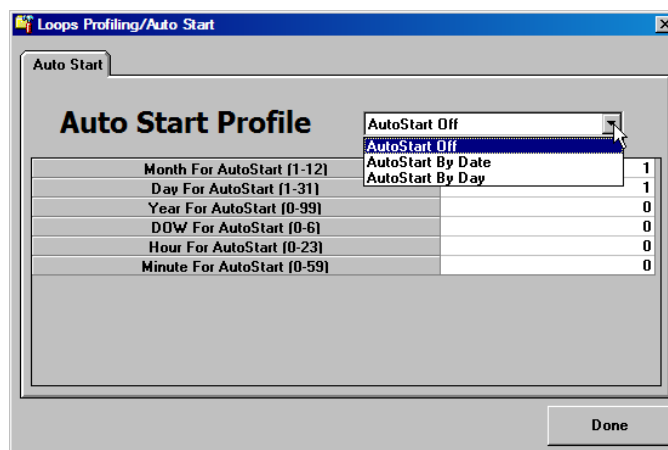 Loops Profiling/Auto Start
Auto Start
Auto Start Profile
AutoStart Off
AutoStart Off
AutoStart By Date
AutoStart By Day
Month For AutoStart (1-12) 1
Day For AutoStart (1-31) 1
Year For AutoStart (0-99) 0
DOW For AutoStart (0-6) 0
Hour For AutoStart (0-23) 0
Minute For AutoStart (0-59) 0
Done